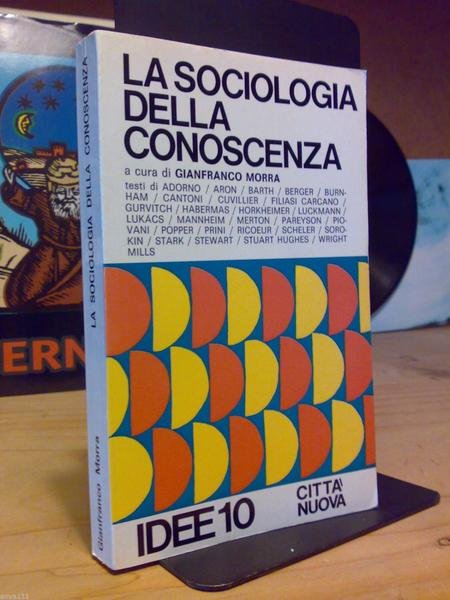 LA SOCIOLOGIA
DELLA
CONOSCENZA
a cura di GIANFRANCO MORRA
testi di ADORNO / ARON / BARTH / BERGER / BURN-
HAM / CANTONI / CUVILLIER / FILIASI CARCANO /
GURVITCH / HABERMAS / HORKHEIMER / LUCKMANN /
LUKÁCS / MANNHEIM / MERTON / PAREYSON / PIO-
VANI / POPPER / PRINI / RICOEUR / SCHELER / SORO-
KIN / STARK / STEWART / STUART HUGHES / WRIGHT
MILLS
IDEE 10
CITTÀ
NUOVA
Gianfranco Morra
LA SOCIOLOGIA DELLA CONOSCENZA
ERN